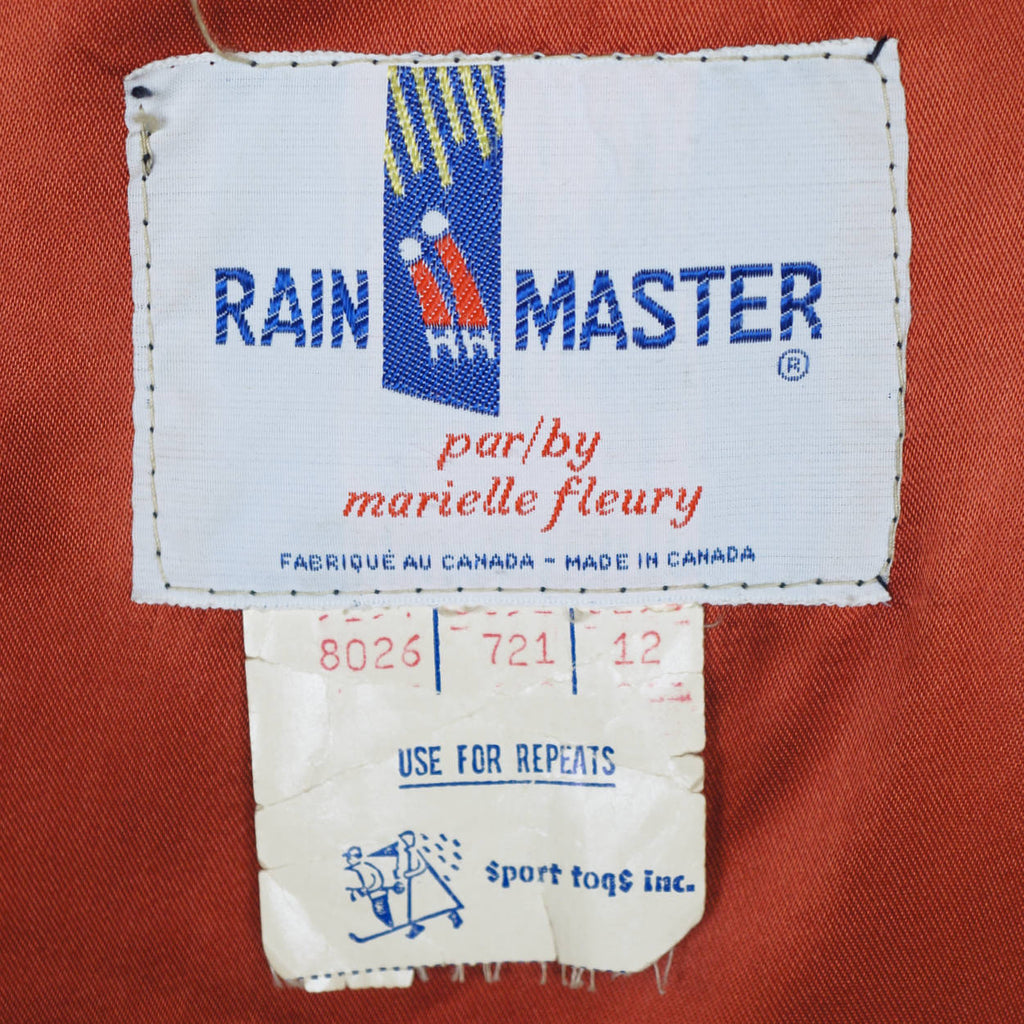 RAIN MASTER
®
par/by
marielle fleury
FABRIQUÉ AU CANADA - MADE IN CANADA
8026 721 12
USE FOR REPEATS
sport togs inc.